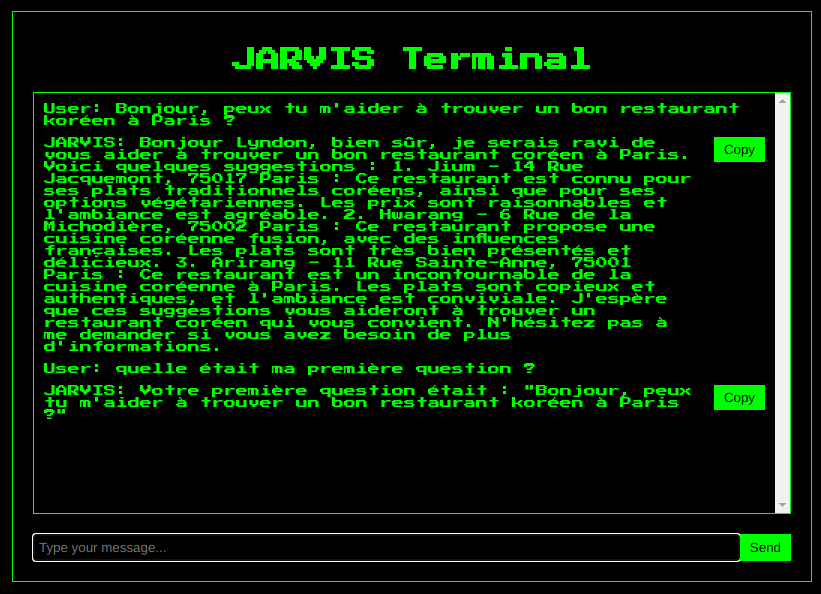 JARVIS Terminal
User: Bonjour, peux tu m'aider à trouver un bon restaurant
koréen à Paris ?
JARVIS: Bonjour Lyndon, bien sûr, je serais ravi de
vous aider à trouver un bon restaurant coréen à Paris.
Voici quelques suggestions : 1. Jium - 14 Rue
Jacquemont, 75017 Paris : Ce restaurant est connu pour
ses plats traditionnels coréens, ainsi que pour ses
options végétariennes. Les prix sont raisonnables et
l'ambiance est agréable. 2. Hwarang - 6 Rue de la
Michodière, 75002 Paris : Ce restaurant propose une
cuisine coréenne fusion, avec des influences
françaises. Les plats sont très bien présentés et
délicieux. 3. Arirang - 11 Rue Sainte-Anne, 75001
Paris : Ce restaurant est un incontournable de la
cuisine coréenne à Paris. Les plats sont copieux et
authentiques, et l'ambiance est conviviale. J'espère
que ces suggestions vous aideront à trouver un
restaurant coréen qui vous convient. N'hésitez pas à
me demander si vous avez besoin de plus
d'informations.
Copy
User: quelle était ma première question ?
JARVIS: Votre première question était : "Bonjour, peux
tu m'aider à trouver un bon restaurant koréen à Paris
?"
Copy
Type your message...
Send